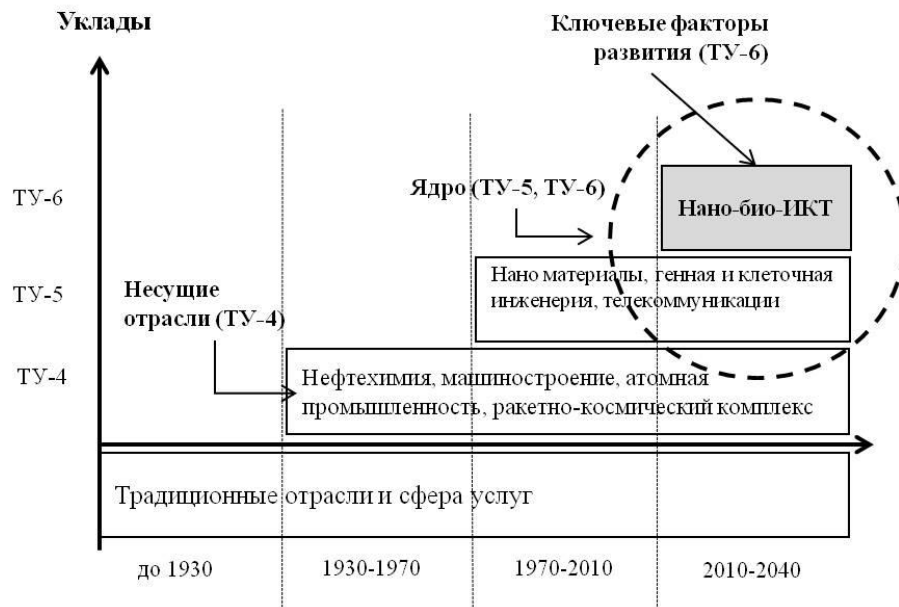 Уклады
Ключевые факторы
развития (ТУ-6)
Ядро (ТУ-5, ТУ-6)
ТУ-6
Нано-био-ИКТ
Нано материалы, генная и клеточная
инженерия, телекоммуникации
ТУ-5
Несущие
отрасли (ТУ-4)
ТУ-4
Нефтехимия, машиностроение, атомная
промышленность, ракетно-космический комплекс
Традиционные отрасли и сфера услуг
до 1930
1930-1970
1970-2010
2010-2040